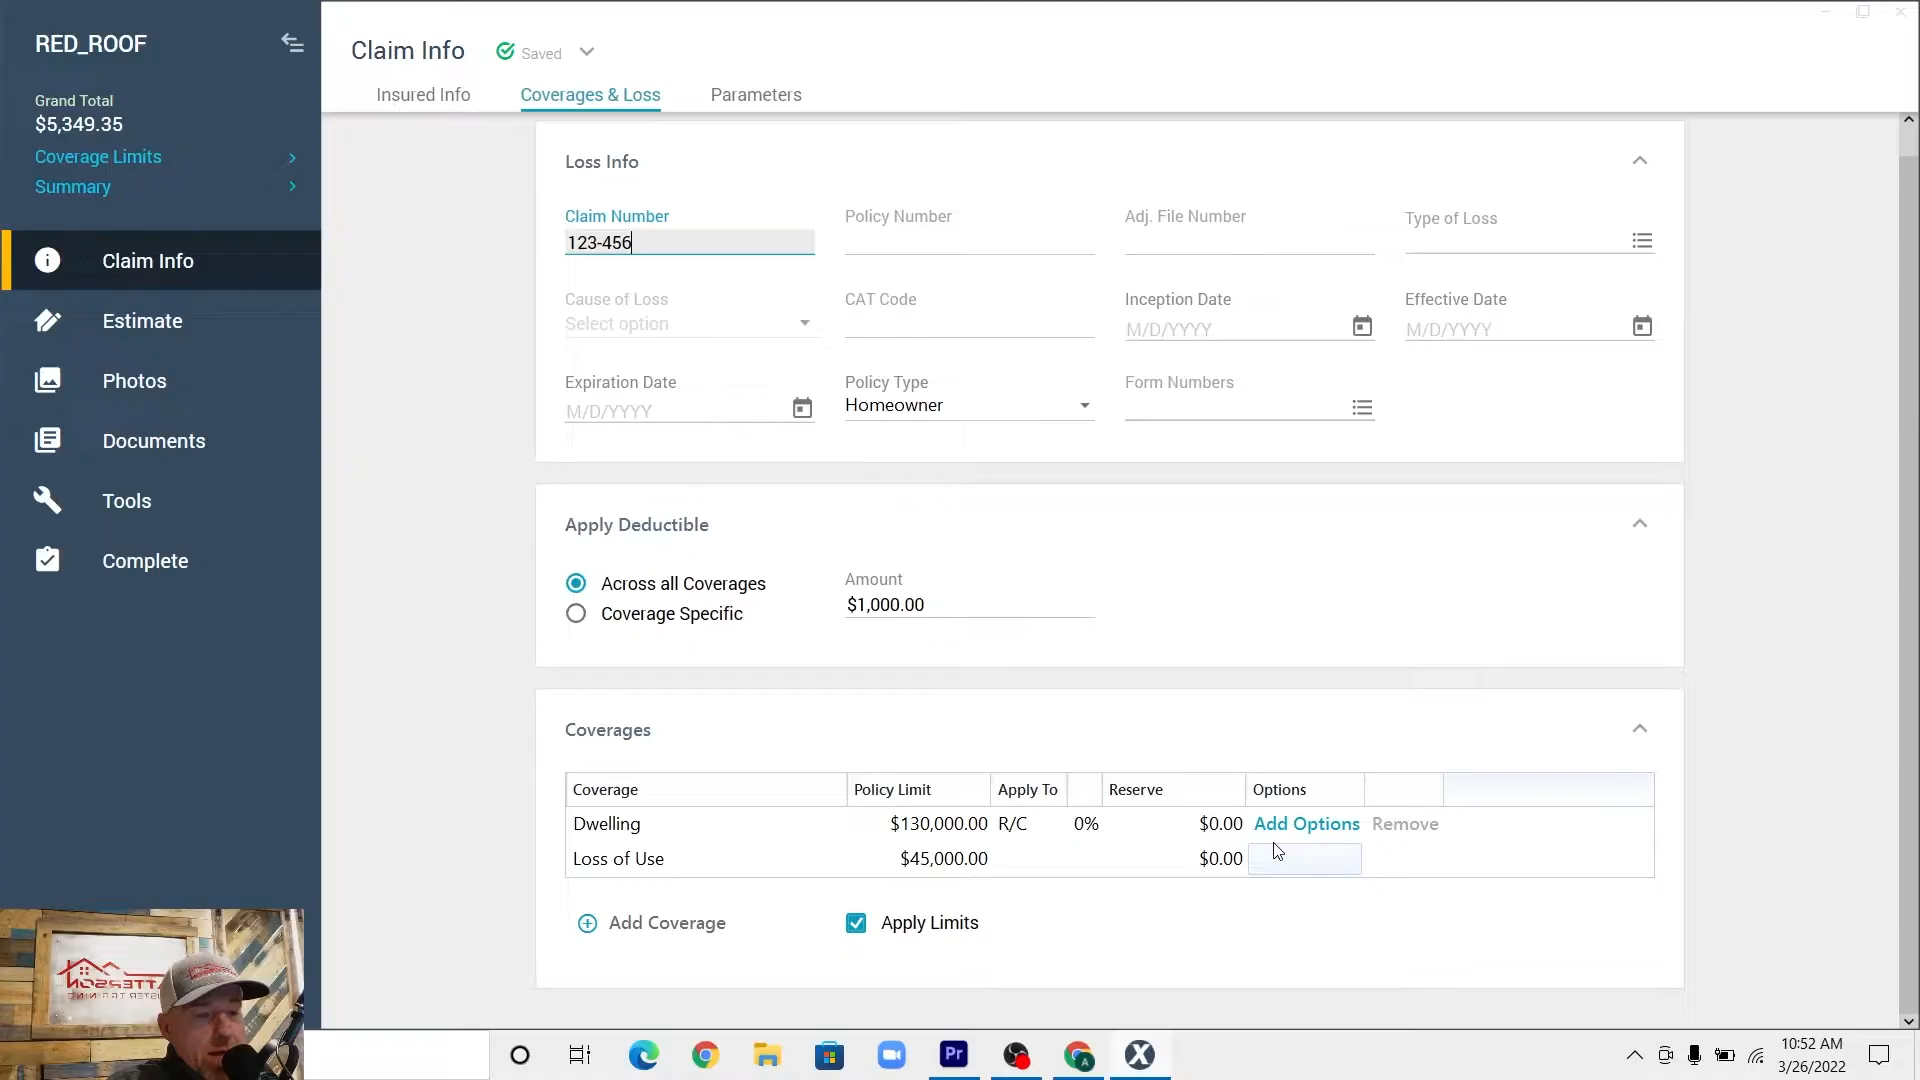 RED_ROOF
Grand Total
$5,349.35
Coverage Limits
Summary
Claim Info
Estimate
Photos
Documents
Tools
Complete
Claim Info
Saved
Insured Info
Coverages & Loss
Parameters
Loss Info
Claim Number
Policy Number
Adj. File Number
Type of Loss
123-456
Cause of Loss
CAT Code
Inception Date
Effective Date
Select option
M/D/YYYY
M/D/YYYY
Expiration Date
Policy Type
Form Numbers
M/D/YYYY
Homeowner
Apply Deductible
Across all Coverages
Coverage Specific
Amount
$1,000.00
Coverages
Coverage Policy Limit Apply To Reserve Options
Dwelling $130,000.00 R/C 0% $0.00 Add Options Remove
Loss of Use $45,000.00 $0.00
Add Coverage
Apply Limits
Pr
A
X
10:52 AM
3/26/2022